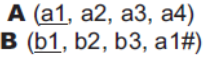 A (a1, a2, a3, a4)
B (b1, b2, b3, a1#)